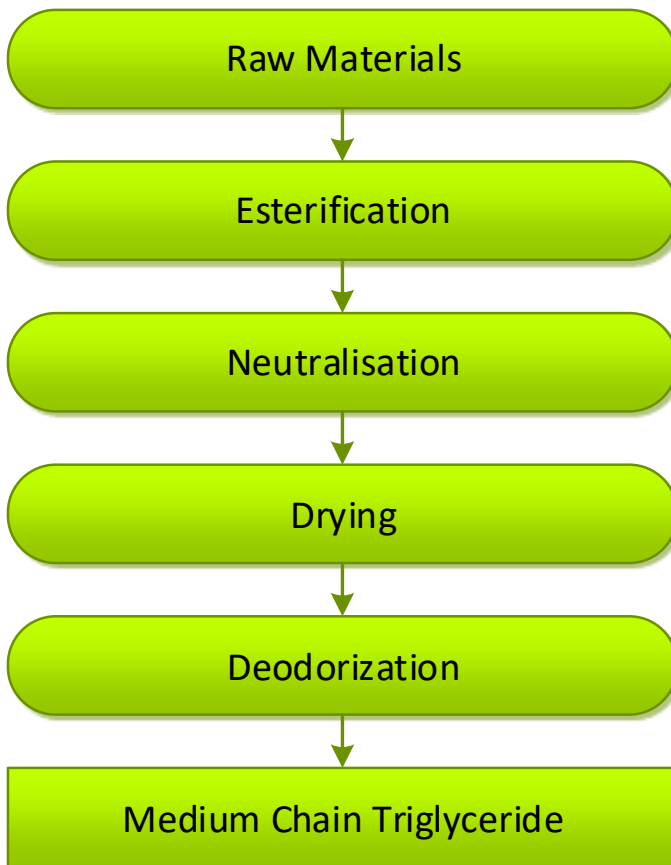 Raw Materials
Esterification
Neutralisation
Drying
Deodorization
Medium Chain Triglyceride